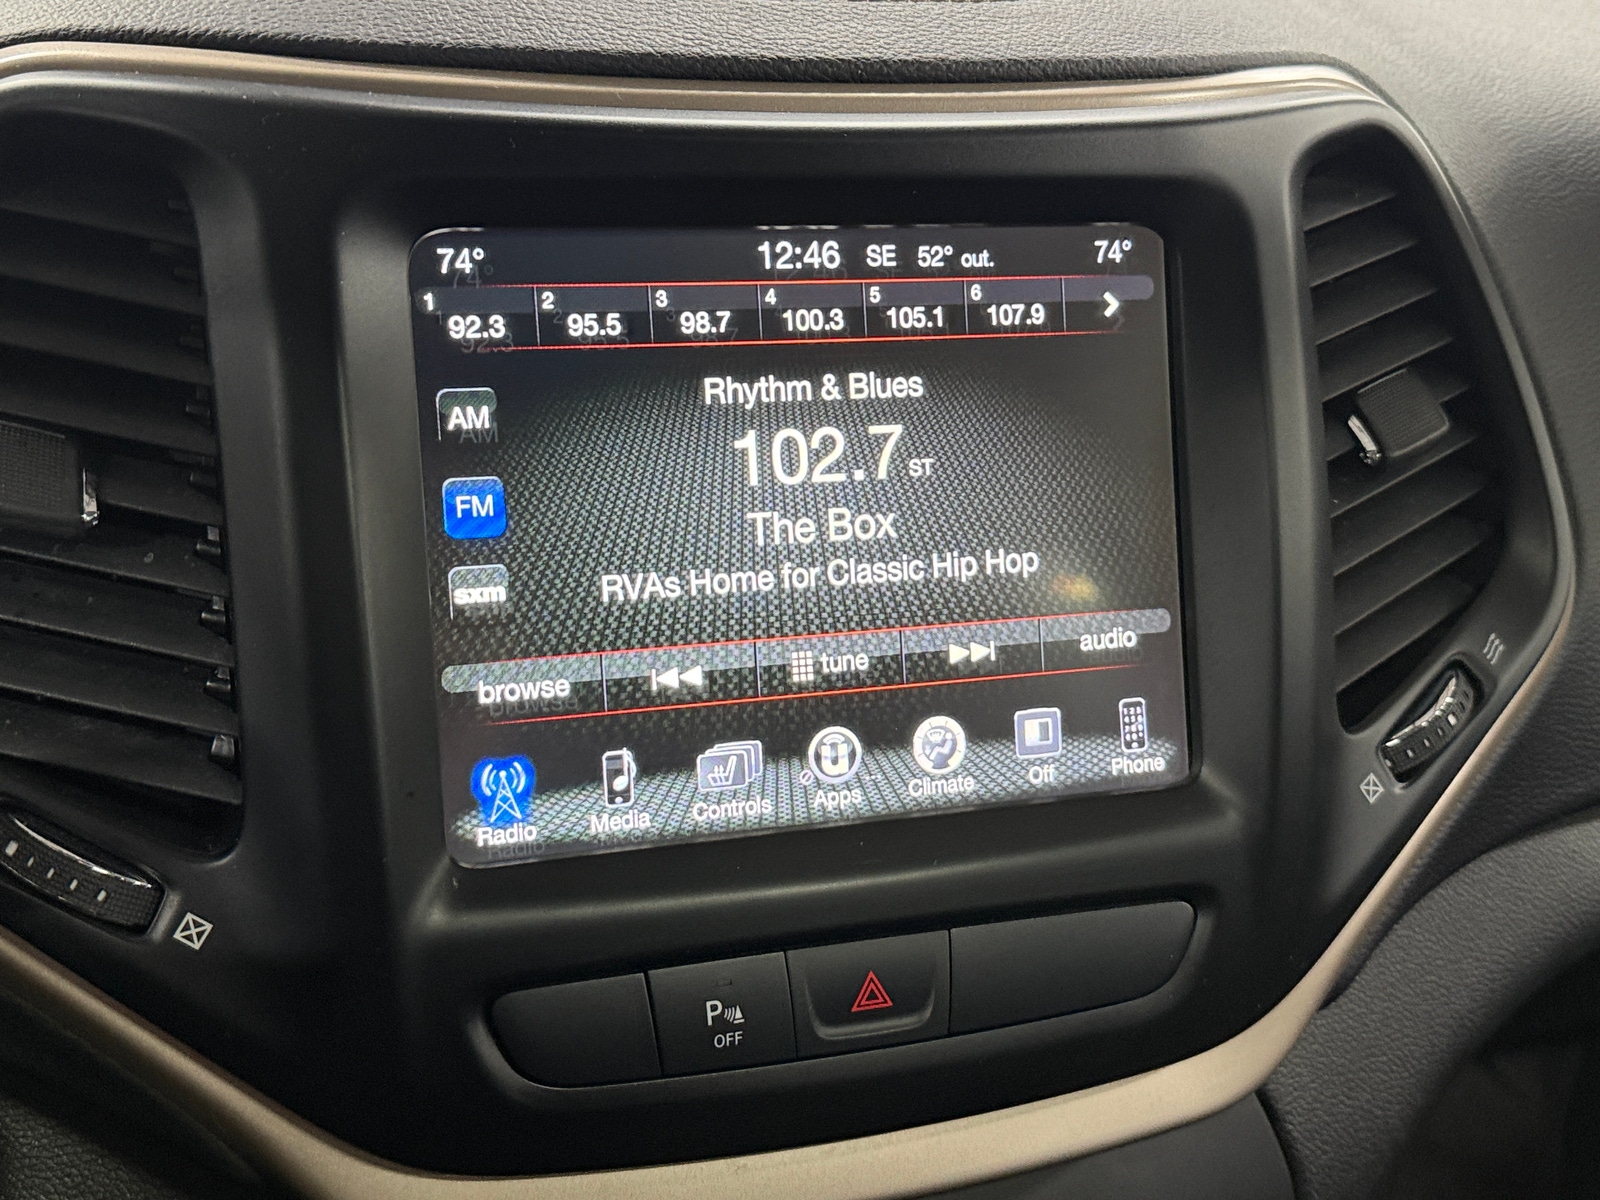 74° 12:46 SE 52° out. 74°
1 2 3 4 5 6
92.3 95.5 98.7 100.3 105.1 107.9
Rhythm & Blues
AM
102.7 ST
FM
The Box
RVAs Home for Classic Hip Hop
sxm
browse tune audio
Radio Media Controls Apps Climate Off Phone
P
OFF